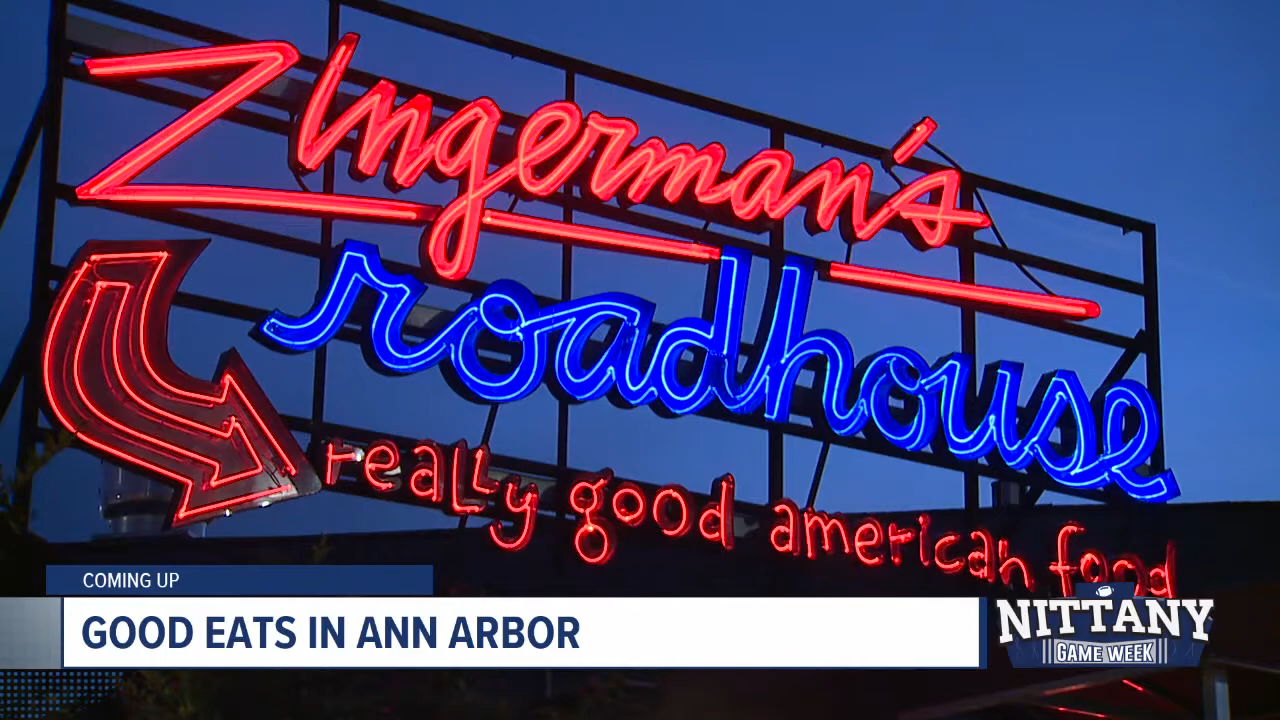 Zingerman's
roadhouse
really good american food
COMING UP
GOOD EATS IN ANN ARBOR
NITTANY
GAME WEEK